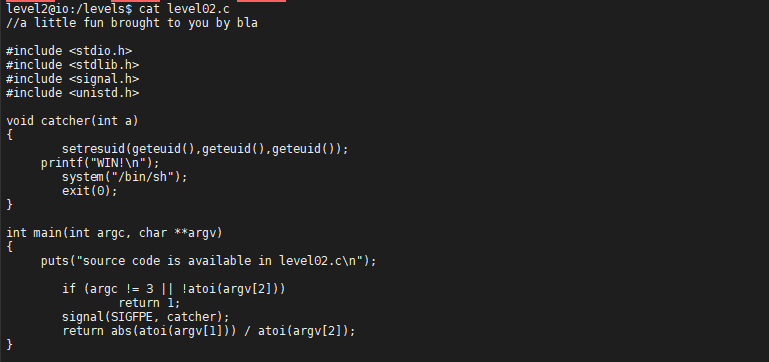 level2@io:/levels$ cat level02.c
//a little fun brought to you by bla

#include <stdio.h>
#include <stdlib.h>
#include <signal.h>
#include <unistd.h>

void catcher(int a)
{
        setresuid(geteuid(),geteuid(),geteuid());
     printf("WIN!\n");
        system("/bin/sh");
        exit(0);
}

int main(int argc, char **argv)
{
     puts("source code is available in level02.c\n");

        if (argc != 3 || !atoi(argv[2]))
                return 1;
        signal(SIGFPE, catcher);
        return abs(atoi(argv[1])) / atoi(argv[2]);
}